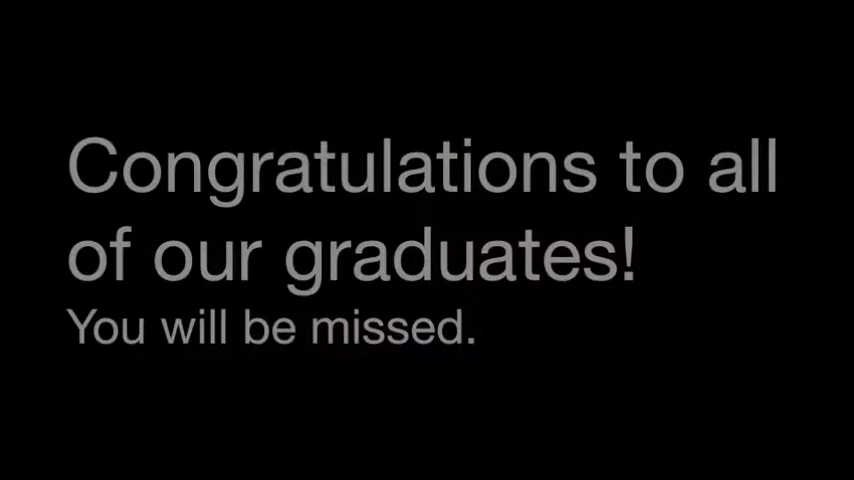 Congratulations to all
of our graduates!
You will be missed.